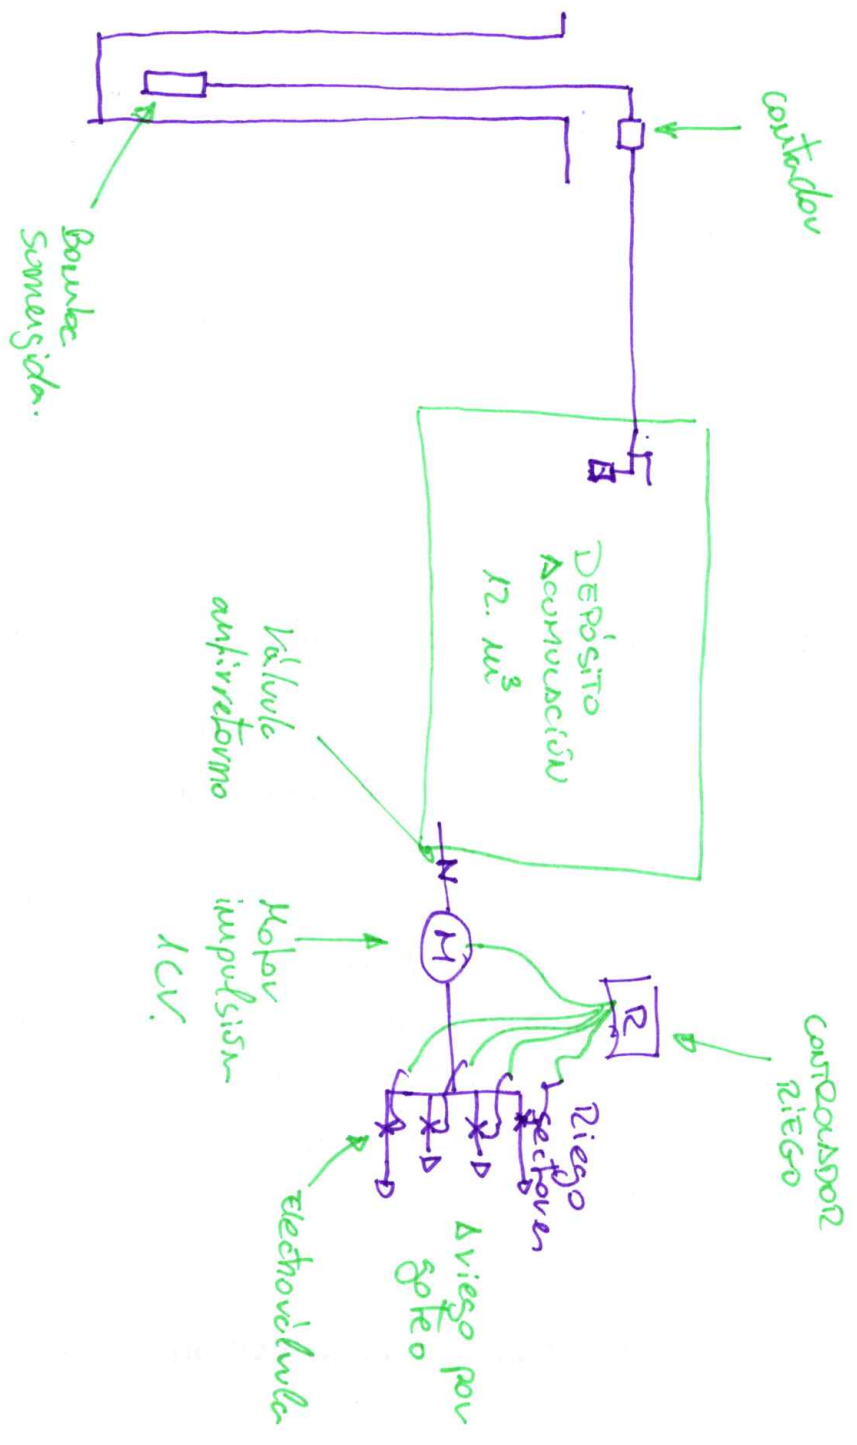 contador
Bomba
sumergida.
DEPÓSITO
ACUMULACIÓN
12. m³
Válvula
antirretorno
N
M
Motor
impulsión
1CV.
R
CONTROLADOR
RIEGO
Riego
sectores
Electroválvula
A riego por
goteo